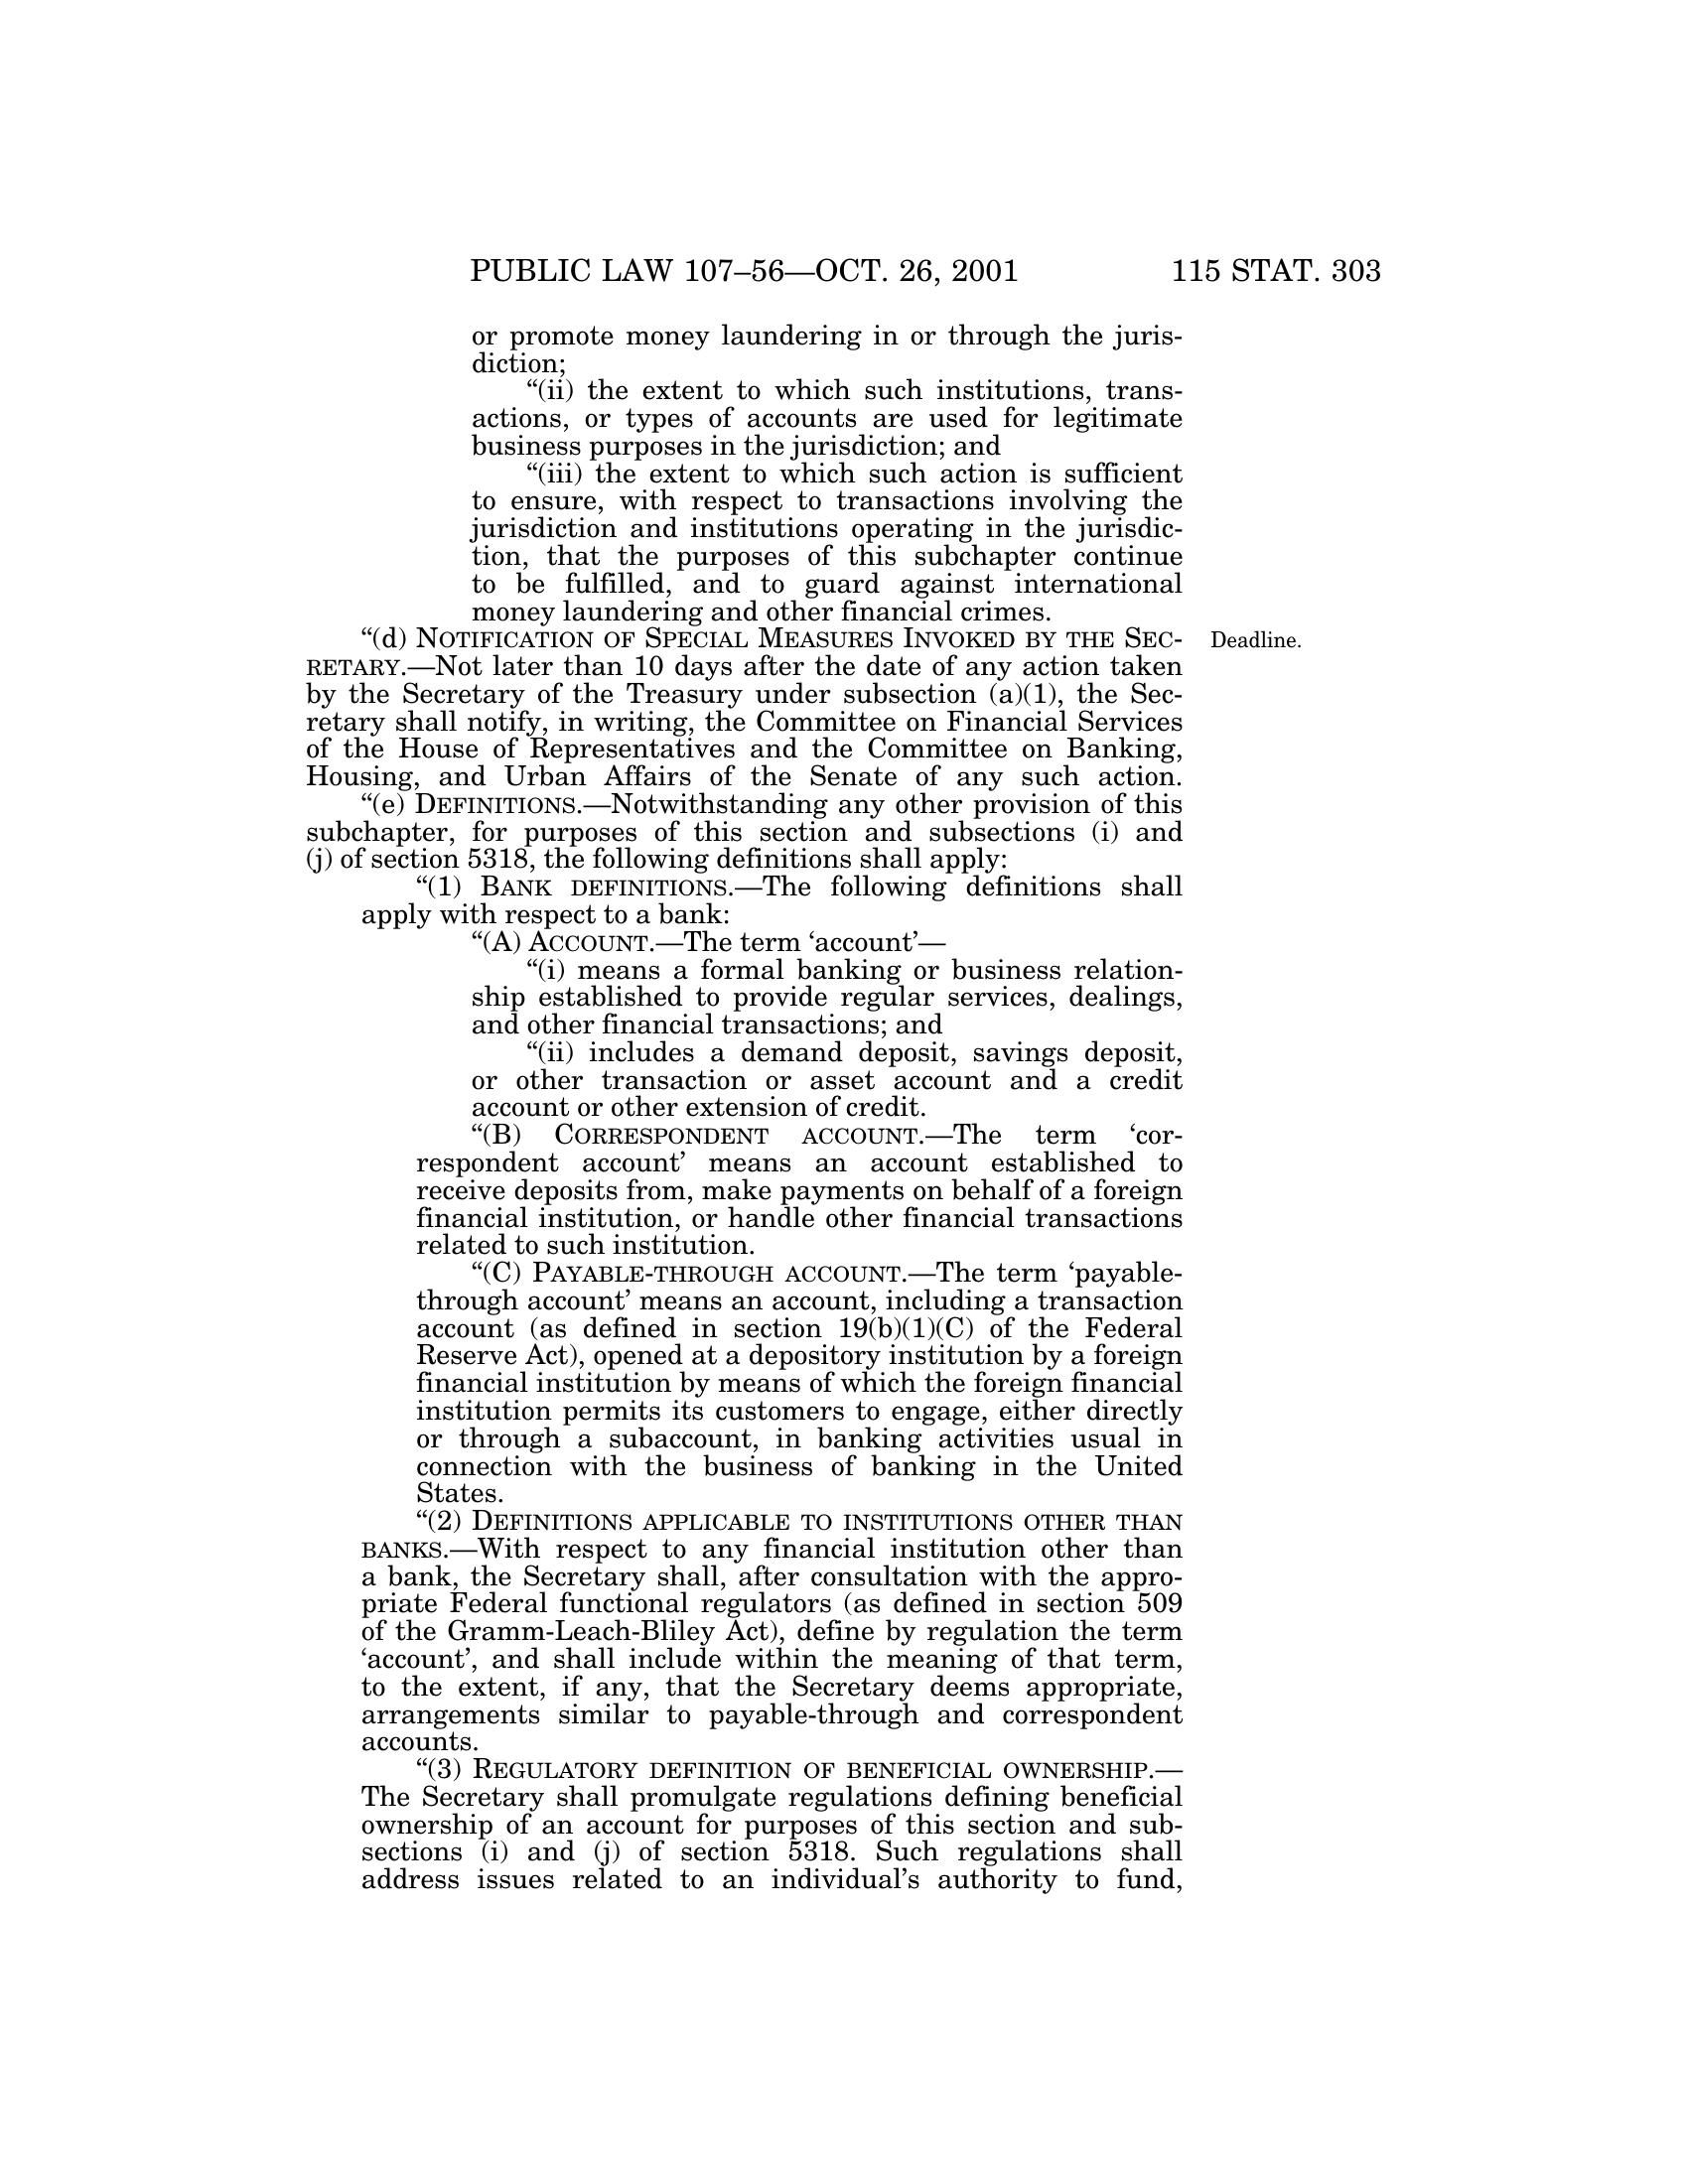 PUBLIC LAW 107–56—OCT. 26, 2001 115 STAT. 303
or promote money laundering in or through the juris-
diction;
“(ii) the extent to which such institutions, trans-
actions, or types of accounts are used for legitimate
business purposes in the jurisdiction; and
“(iii) the extent to which such action is sufficient
to ensure, with respect to transactions involving the
jurisdiction and institutions operating in the jurisdic-
tion, that the purposes of this subchapter continue
to be fulfilled, and to guard against international
money laundering and other financial crimes.
“(d) NOTIFICATION OF SPECIAL MEASURES INVOKED BY THE SEC- Deadline.
RETARY.—Not later than 10 days after the date of any action taken
by the Secretary of the Treasury under subsection (a)(1), the Sec-
retary shall notify, in writing, the Committee on Financial Services
of the House of Representatives and the Committee on Banking,
Housing, and Urban Affairs of the Senate of any such action.
“(e) DEFINITIONS.—Notwithstanding any other provision of this
subchapter, for purposes of this section and subsections (i) and
(j) of section 5318, the following definitions shall apply:
“(1) BANK DEFINITIONS.—The following definitions shall
apply with respect to a bank:
“(A) ACCOUNT.—The term ‘account’—
“(i) means a formal banking or business relation-
ship established to provide regular services, dealings,
and other financial transactions; and
“(ii) includes a demand deposit, savings deposit,
or other transaction or asset account and a credit
account or other extension of credit.
“(B) CORRESPONDENT ACCOUNT.—The term ‘cor-
respondent account’ means an account established to
receive deposits from, make payments on behalf of a foreign
financial institution, or handle other financial transactions
related to such institution.
“(C) PAYABLE-THROUGH ACCOUNT.—The term ‘payable-
through account’ means an account, including a transaction
account (as defined in section 19(b)(1)(C) of the Federal
Reserve Act), opened at a depository institution by a foreign
financial institution by means of which the foreign financial
institution permits its customers to engage, either directly
or through a subaccount, in banking activities usual in
connection with the business of banking in the United
States.
“(2) DEFINITIONS APPLICABLE TO INSTITUTIONS OTHER THAN
BANKS.—With respect to any financial institution other than
a bank, the Secretary shall, after consultation with the appro-
priate Federal functional regulators (as defined in section 509
of the Gramm-Leach-Bliley Act), define by regulation the term
‘account’, and shall include within the meaning of that term,
to the extent, if any, that the Secretary deems appropriate,
arrangements similar to payable-through and correspondent
accounts.
“(3) REGULATORY DEFINITION OF BENEFICIAL OWNERSHIP.—
The Secretary shall promulgate regulations defining beneficial
ownership of an account for purposes of this section and sub-
sections (i) and (j) of section 5318. Such regulations shall
address issues related to an individual’s authority to fund,